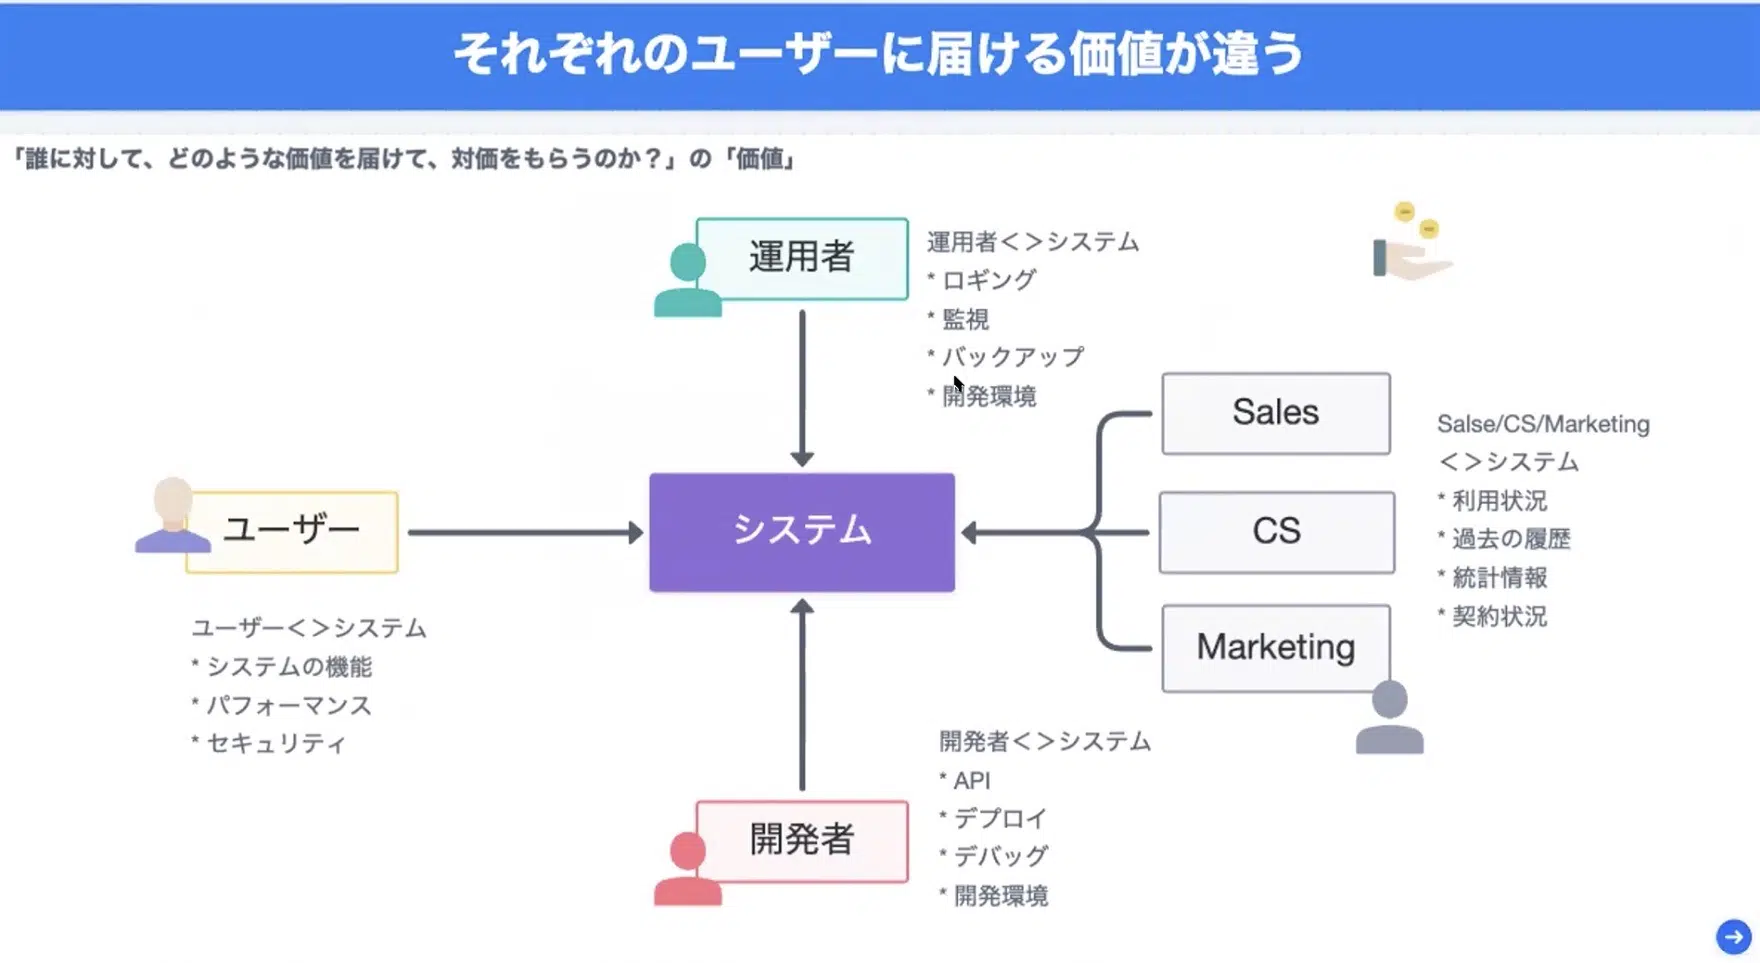 それぞれのユーザーに届ける価値が違う
「誰に対して、どのような価値を届けて、対価をもらうのか？」の「価値」
運用者
運用者＜＞システム
* ロギング
* 監視
* バックアップ
* 開発環境
Sales
CS
Marketing
Salse/CS/Marketing
＜＞システム
* 利用状況
* 過去の履歴
* 統計情報
* 契約状況
システム
ユーザー
ユーザー＜＞システム
* システムの機能
* パフォーマンス
* セキュリティ
開発者
開発者＜＞システム
* API
* デプロイ
* デバッグ
* 開発環境